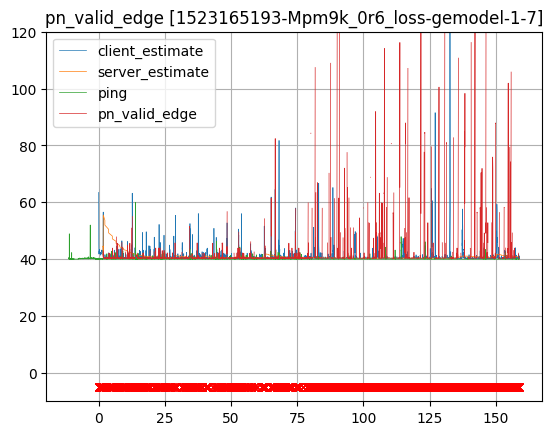 pn_valid_edge [1523165193-Mpm9k_0r6_loss-gemodel-1-7]
client_estimate
server_estimate
ping
pn_valid_edge
120
100
80
60
40
20
0
0 25 50 75 100 125 150